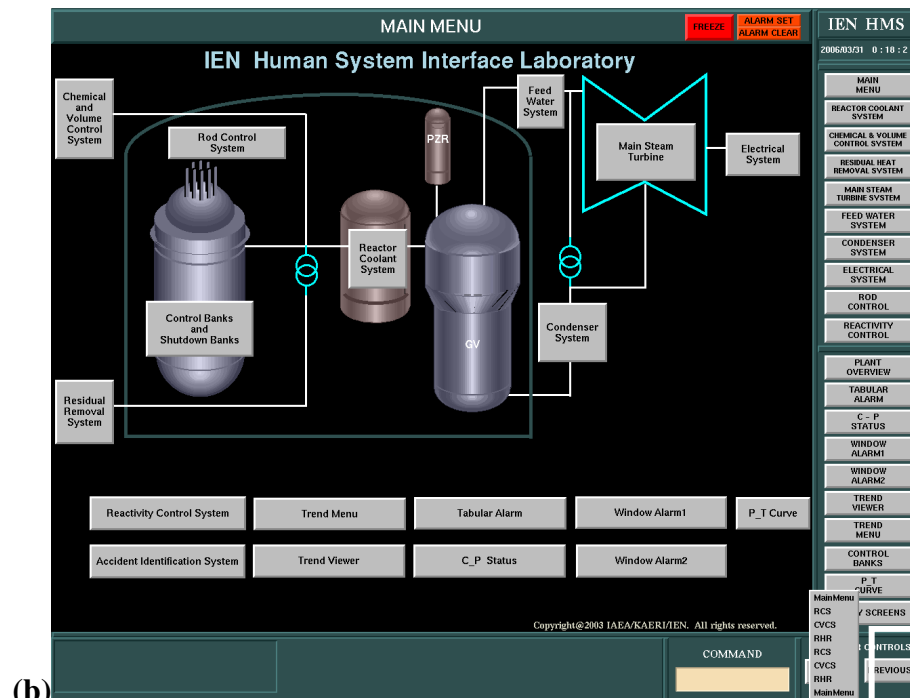 MAIN MENU
FREEZE
ALARM SET
ALARM CLEAR
IEN HMS
2006/03/31 0 : 18 : 2
IEN Human System Interface Laboratory
Chemical
and
Volume
Control
System
Rod Control
System
PZR
Feed
Water
System
Main Steam
Turbine
Electrical
System
Reactor
Coolant
System
Control Banks
and
Shutdown Banks
GV
Condenser
System
Residual
Removal
System
Reactivity Control System
Trend Menu
Tabular Alarm
Window Alarm1
P_T Curve
Accident Identification System
Trend Viewer
C_P Status
Window Alarm2
Copyright@2003 IAEA/KAERI/IEN. All rights reserved.
COMMAND
MAIN
MENU
REACTOR COOLANT
SYSTEM
CHEMICAL & VOLUME
CONTROL SYSTEM
RESIDUAL HEAT
REMOVAL SYSTEM
MAIN STEAM
TURBINE SYSTEM
FEED WATER
SYSTEM
CONDENSER
SYSTEM
ELECTRICAL
SYSTEM
ROD
CONTROL
REACTIVITY
CONTROL
PLANT
OVERVIEW
TABULAR
ALARM
C - P
STATUS
WINDOW
ALARM1
WINDOW
ALARM2
TREND
VIEWER
TREND
MENU
CONTROL
BANKS
P_T
CURVE
Y SCREENS
MainMenu
RCS
CVCS
RHR
RCS
CVCS
RHR
MainMenu
CONTROLS
REVIOUS
(b)